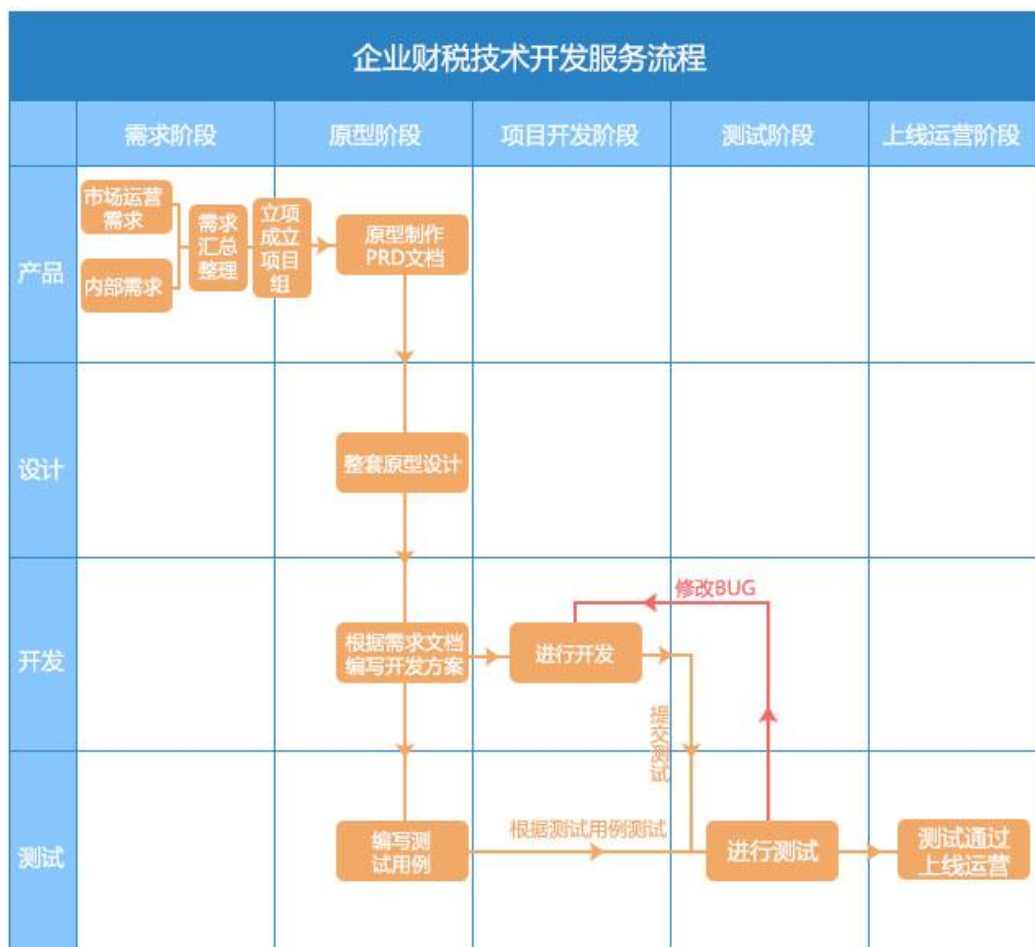 企业财税技术开发服务流程
需求阶段
原型阶段
项目开发阶段
测试阶段
上线运营阶段
产品
市场运营
需求
内部需求
需求
汇总
整理
立项
成立
项目
组
原型制作
PRD文档
设计
整套原型设计
开发
根据需求文档
编写开发方案
进行开发
修改BUG
提交测试
测试
编写测
试用例
根据测试用例测试
进行测试
测试通过
上线运营